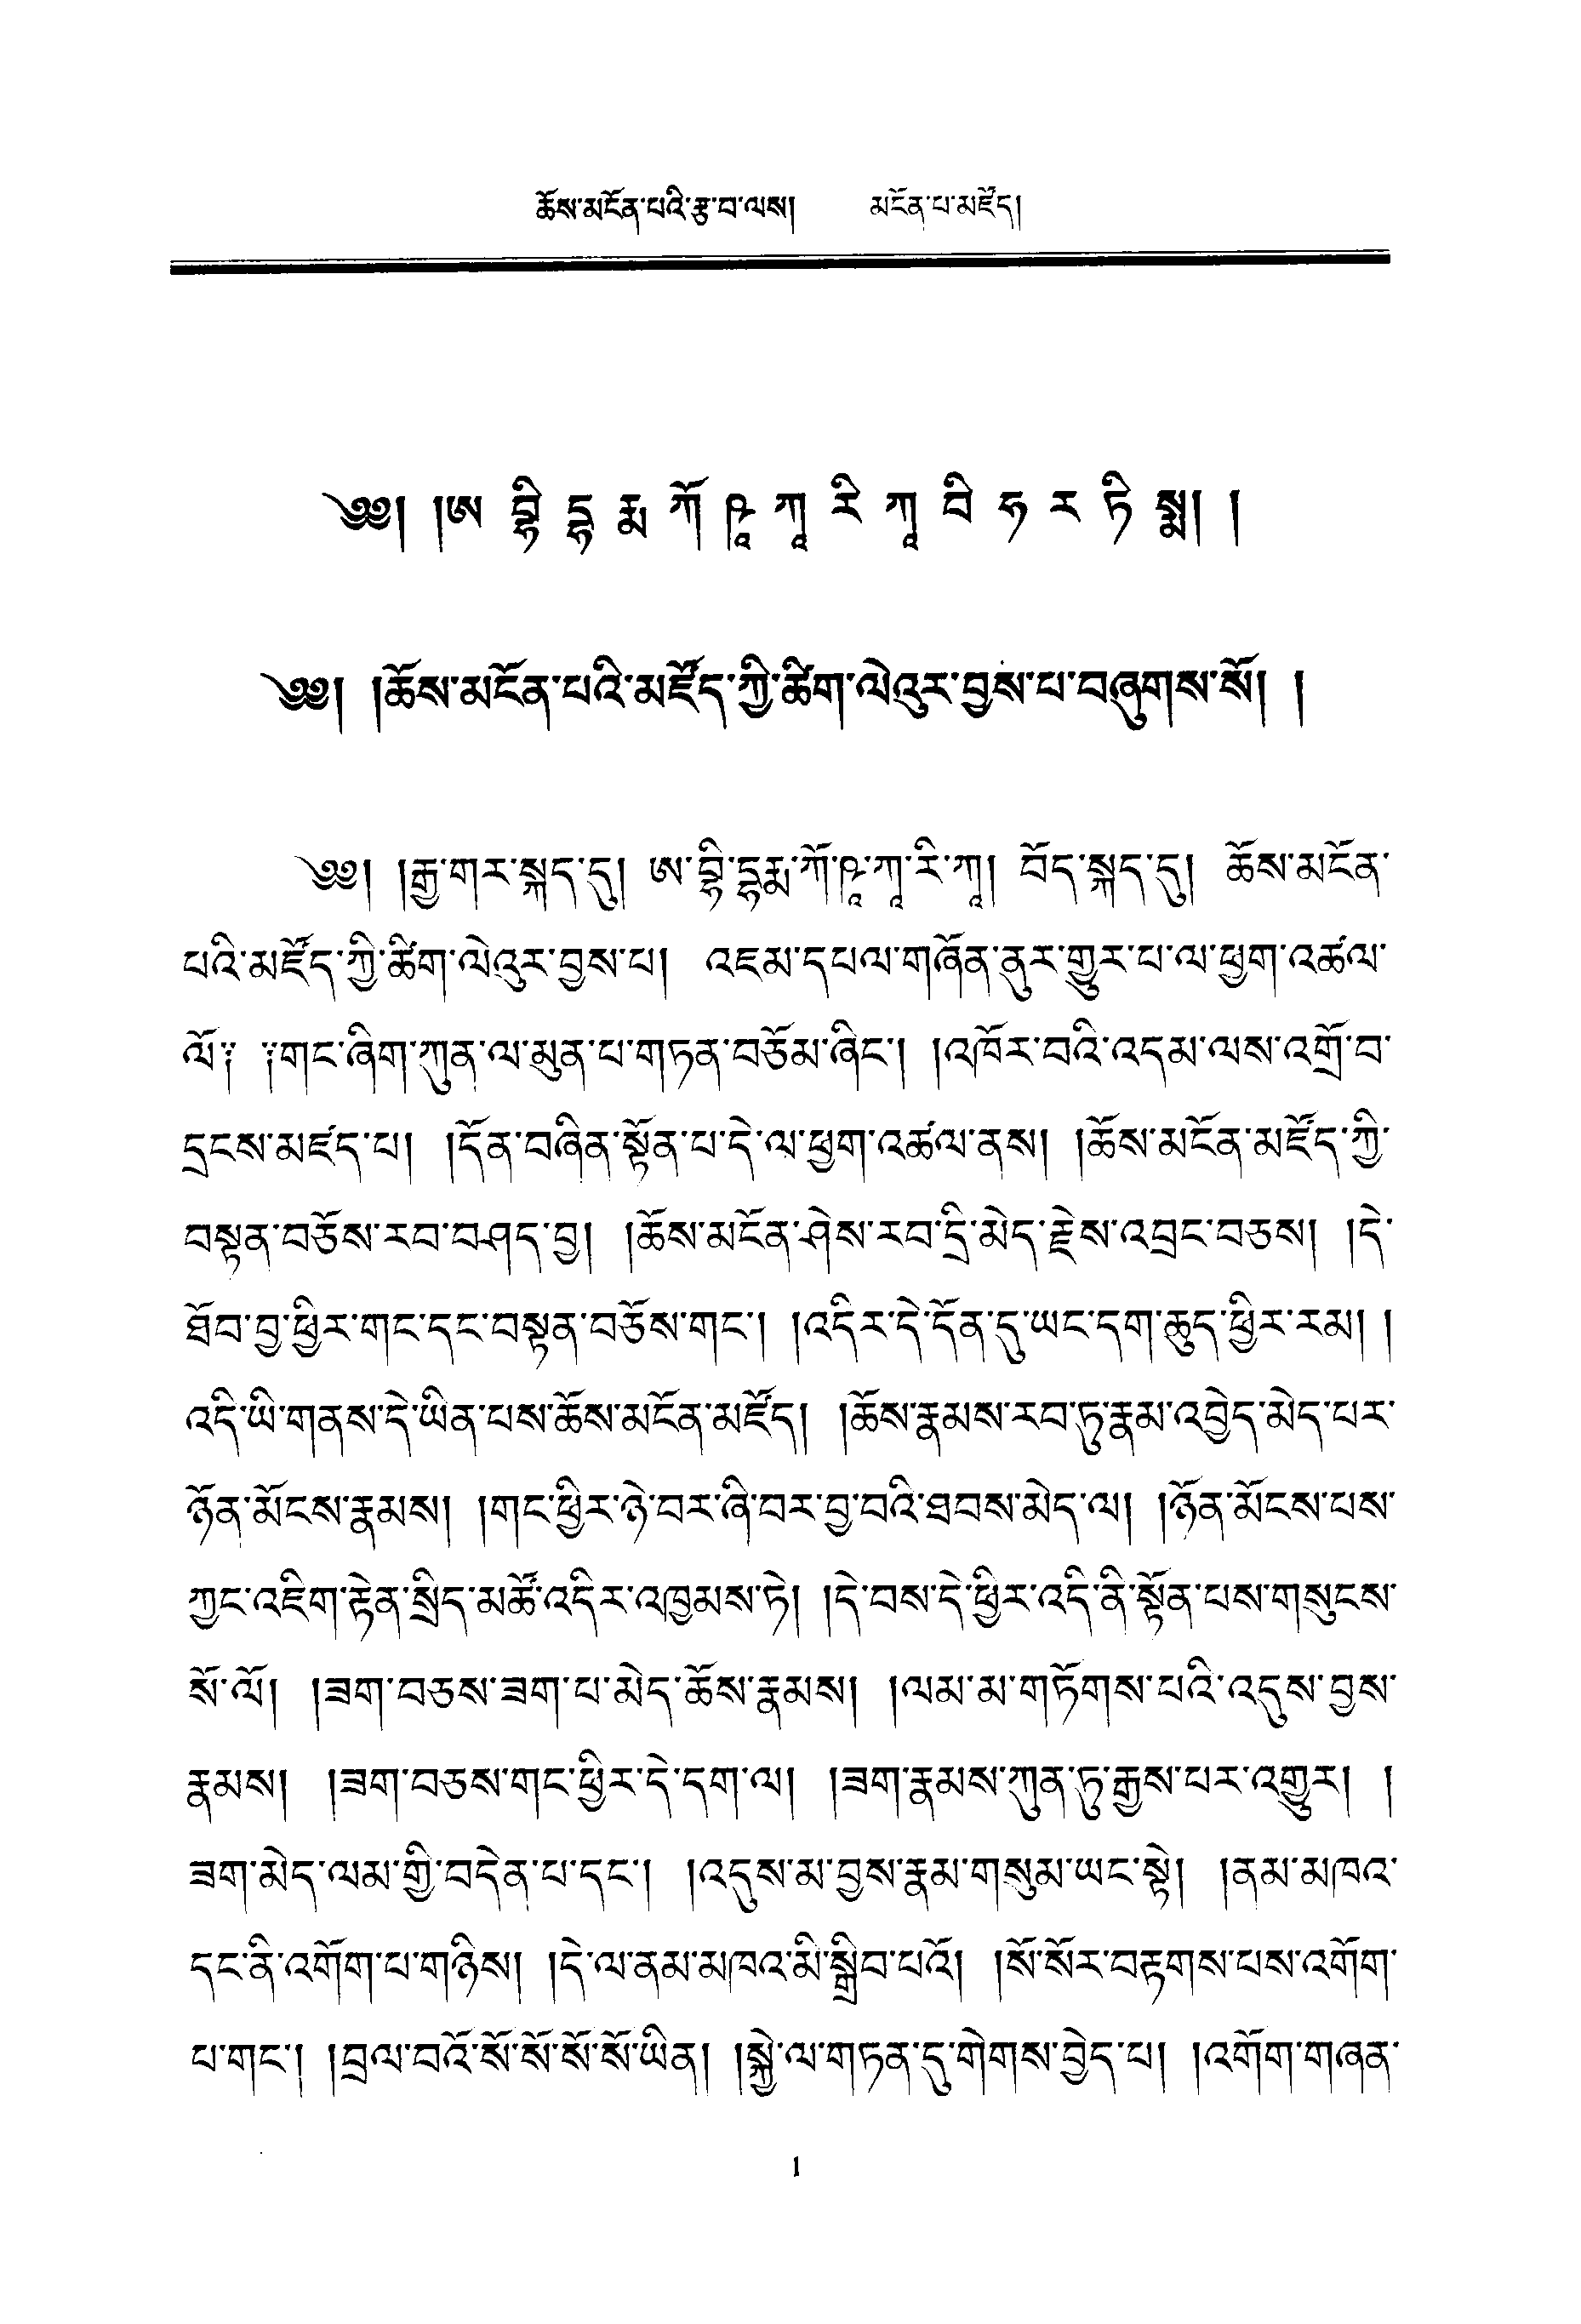 ཆོས་མངོན་པའི་རྩ་བ་ལས། མངོན་པ་མཛོད།
༄༅། །ཨ བྷི དྷ རྨ ཀོ ཥཱ ཀཱ རི ཀཱ བི ཧ ར ཏི སྨ། །
༄༅། །ཆོས་མངོན་པའི་མཛོད་ཀྱི་ཚིག་ལེའུར་བྱས་པ་བཞུགས་སོ། །
༄༅། །རྒྱ་གར་སྐད་དུ། ཨ་བྷི་དྷརྨ་ཀོ་ཥཱ་ཀཱ་རི་ཀཱ། བོད་སྐད་དུ། ཆོས་མངོན་
པའི་མཛོད་ཀྱི་ཚིག་ལེའུར་བྱས་པ། འཇམ་དཔལ་གཞོན་ནུར་གྱུར་པ་ལ་ཕྱག་འཚལ་
ལོ༑ ༑གང་ཞིག་ཀུན་ལ་མུན་པ་གཏན་བཅོམ་ཞིང་། །འཁོར་བའི་འདམ་ལས་འགྲོ་བ་
དྲངས་མཛད་པ། །དོན་བཞིན་སྟོན་པ་དེ་ལ་ཕྱག་འཚལ་ནས། །ཆོས་མངོན་མཛོད་ཀྱི་
བསྟན་བཅོས་རབ་བཤད་བྱ། །ཆོས་མངོན་ཤེས་རབ་དྲི་མེད་རྗེས་འབྲང་བཅས། །དེ་
ཐོབ་བྱ་ཕྱིར་གང་དང་བསྟན་བཅོས་གང་། །འདིར་དེ་དོན་དུ་ཡང་དག་ཆུད་ཕྱིར་རམ། །
འདི་ཡི་གནས་དེ་ཡིན་པས་ཆོས་མངོན་མཛོད། །ཆོས་རྣམས་རབ་ཏུ་རྣམ་འབྱེད་མེད་པར་
ཉོན་མོངས་རྣམས། །གང་ཕྱིར་ཉེ་བར་ཞི་བར་བྱ་བའི་ཐབས་མེད་ལ། །ཉོན་མོངས་པས་
ཀྱང་འཇིག་རྟེན་སྲིད་མཚོ་འདིར་འཁྱམས་ཏེ། །དེ་བས་དེ་ཕྱིར་འདི་ནི་སྟོན་པས་གསུངས་
སོ་ལོ། །ཟག་བཅས་ཟག་པ་མེད་ཆོས་རྣམས། །ལམ་མ་གཏོགས་པའི་འདུས་བྱས་
རྣམས། །ཟག་བཅས་གང་ཕྱིར་དེ་དག་ལ། །ཟག་རྣམས་ཀུན་ཏུ་རྒྱས་པར་འགྱུར། །
ཟག་མེད་ལམ་གྱི་བདེན་པ་དང་། །འདུས་མ་བྱས་རྣམ་གསུམ་ཡང་སྟེ། །ནམ་མཁའ་
དང་ནི་འགོག་པ་གཉིས། །དེ་ལ་ནམ་མཁའ་མི་སྒྲིབ་པའོ། །སོ་སོར་བརྟགས་པས་འགོག་
པ་གང་། །བྲལ་བའོ་སོ་སོ་སོ་སོ་ཡིན། །སྐྱེ་ལ་གཏན་དུ་གེགས་བྱེད་པ། །འགོག་གཞན་
1